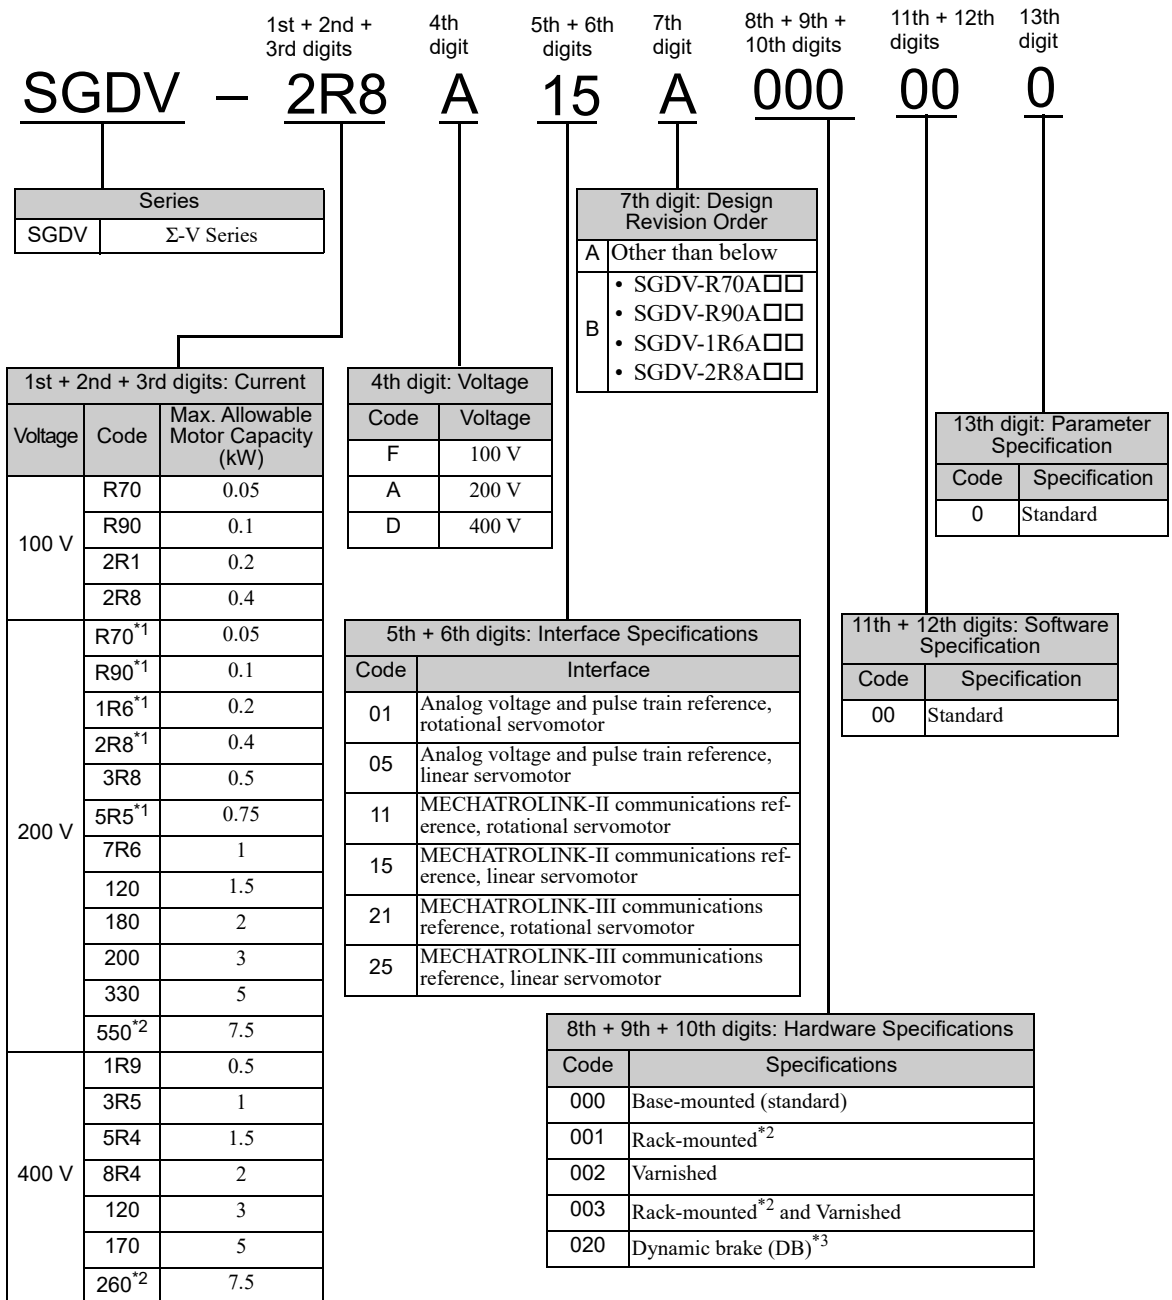 1st + 2nd +
3rd digits
4th
digit
5th + 6th
digits
7th
digit
8th + 9th +
10th digits
11th + 12th
digits
13th
digit
SGDV – 2R8 A 15 A 000 00 0
Series
SGDV Σ-V Series
7th digit: Design
Revision Order
A Other than below
B
• SGDV-R70A□□
• SGDV-R90A□□
• SGDV-1R6A□□
• SGDV-2R8A□□
1st + 2nd + 3rd digits: Current
Voltage Code Max. Allowable
Motor Capacity
(kW)
100 V
R70 0.05
R90 0.1
2R1 0.2
2R8 0.4
200 V
R70*1 0.05
R90*1 0.1
1R6*1 0.2
2R8*1 0.4
3R8 0.5
5R5*1 0.75
7R6 1
120 1.5
180 2
200 3
330 5
550*2 7.5
400 V
1R9 0.5
3R5 1
5R4 1.5
8R4 2
120 3
170 5
260*2 7.5
4th digit: Voltage
Code Voltage
F 100 V
A 200 V
D 400 V
13th digit: Parameter
Specification
Code Specification
0 Standard
5th + 6th digits: Interface Specifications
Code Interface
01 Analog voltage and pulse train reference,
rotational servomotor
05 Analog voltage and pulse train reference,
linear servomotor
11 MECHATROLINK-II communications ref-
erence, rotational servomotor
15 MECHATROLINK-II communications ref-
erence, linear servomotor
21 MECHATROLINK-III communications
reference, rotational servomotor
25 MECHATROLINK-III communications
reference, linear servomotor
11th + 12th digits: Software
Specification
Code Specification
00 Standard
8th + 9th + 10th digits: Hardware Specifications
Code Specifications
000 Base-mounted (standard)
001 Rack-mounted*2
002 Varnished
003 Rack-mounted*2 and Varnished
020 Dynamic brake (DB)*3